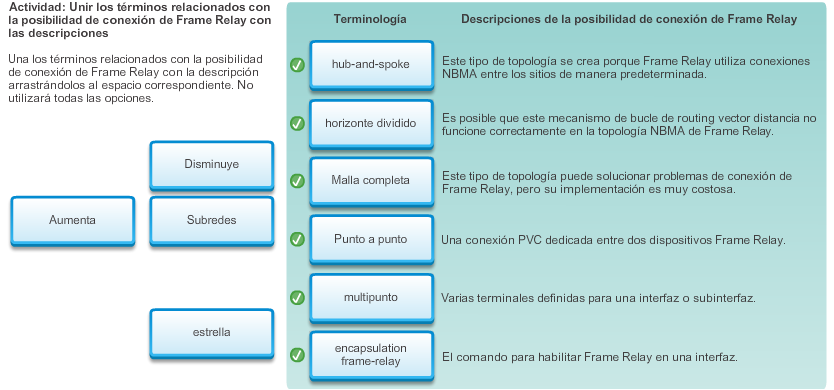 Actividad: Unir los términos relacionados con
la posibilidad de conexión de Frame Relay con
las descripciones
Una los términos relacionados con la posibilidad
de conexión de Frame Relay con la descripción
arrastrándolos al espacio correspondiente. No
utilizará todas las opciones.
Disminuye
Aumenta
Subredes
estrella
Terminología
Descripciones de la posibilidad de conexión de Frame Relay
hub-and-spoke
Este tipo de topología se crea porque Frame Relay utiliza conexiones
NBMA entre los sitios de manera predeterminada.
horizonte dividido
Es posible que este mecanismo de bucle de routing vector distancia no
funcione correctamente en la topología NBMA de Frame Relay.
Malla completa
Este tipo de topología puede solucionar problemas de conexión de
Frame Relay, pero su implementación es muy costosa.
Punto a punto
Una conexión PVC dedicada entre dos dispositivos Frame Relay.
multipunto
Varias terminales definidas para una interfaz o subinterfaz.
encapsulation
frame-relay
El comando para habilitar Frame Relay en una interfaz.